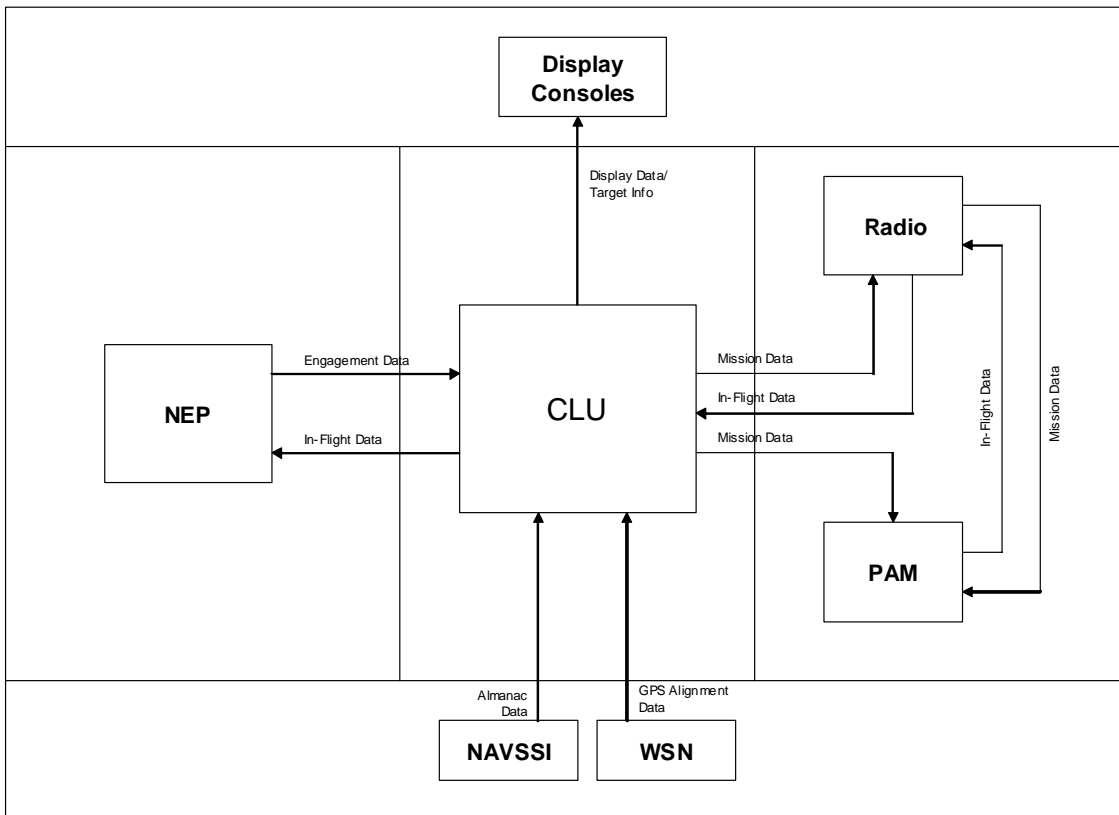 Display
Consoles
Display Data/
Target Info
Radio
Engagement Data
NEP
In-Flight Data
CLU
Mission Data
In-Flight Data
Mission Data
In-Flight Data
Mission Data
PAM
Almanac
Data
GPS Alignment
Data
NAVSSI
WSN